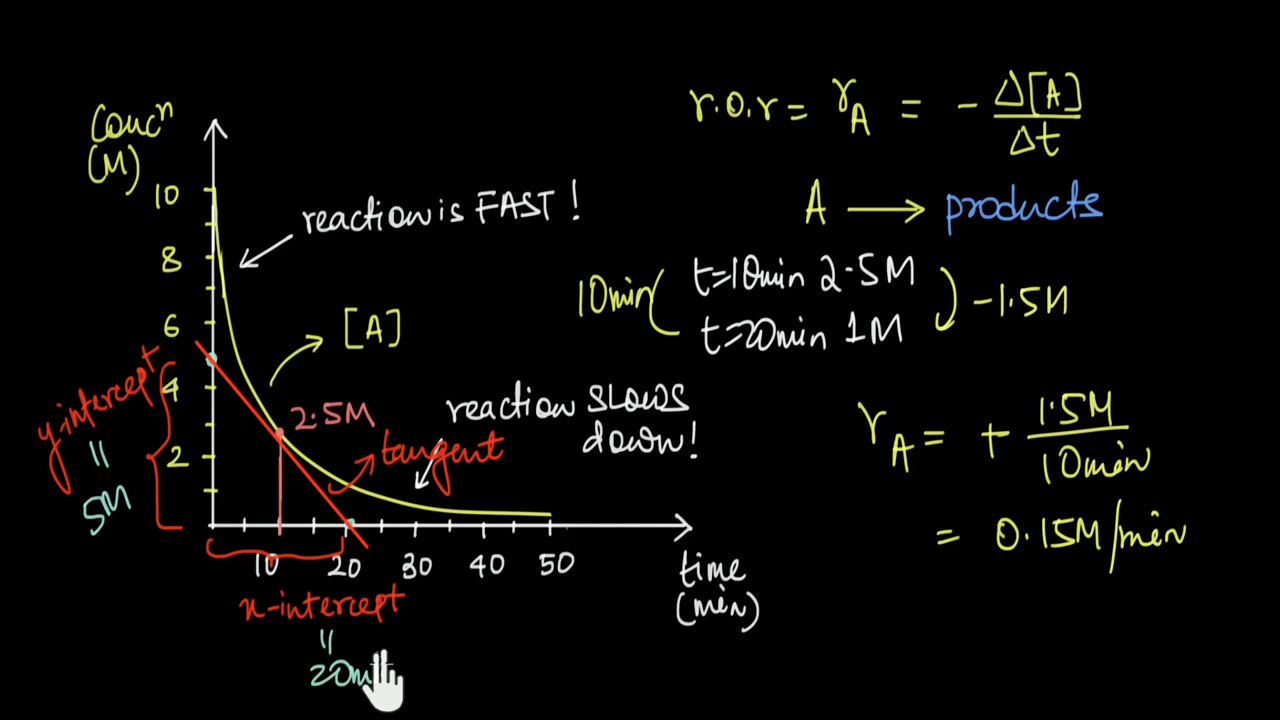 Concⁿ
(M)
10
8
6
4
2
reaction is FAST!
[A]
2.5M
reaction SLOWS
down!
tangent
y intercept
=
5M
10 20 30 40 50
time
(min)
x-intercept
=
20m
r.o.r = r_A = - Δ[A]/Δt
A → products
10min
t=10min 2.5M
t=20min 1M
-1.5M
r_A = + 1.5M/10min
= 0.15M/min